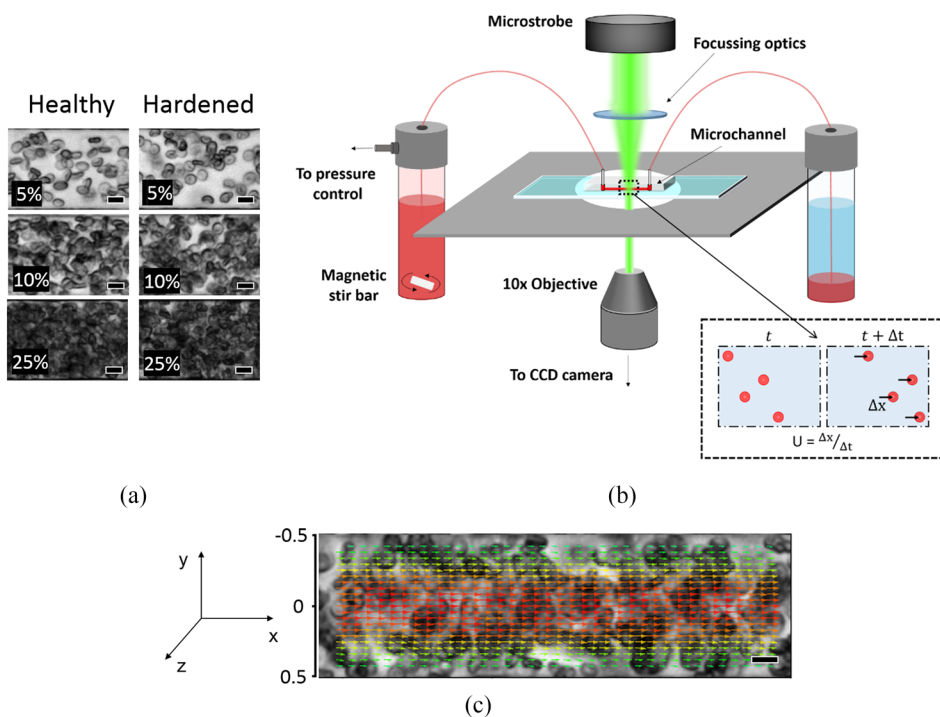 Healthy Hardened
5% 5%
10% 10%
25% 25%
(a)
Microstrobe
Focussing optics
Microchannel
To pressure
control
Magnetic
stir bar
10x Objective
To CCD camera
t t + Δt
Δx
U = Δx/Δt
(b)
-0.5
0
0.5
y
x
z
(c)